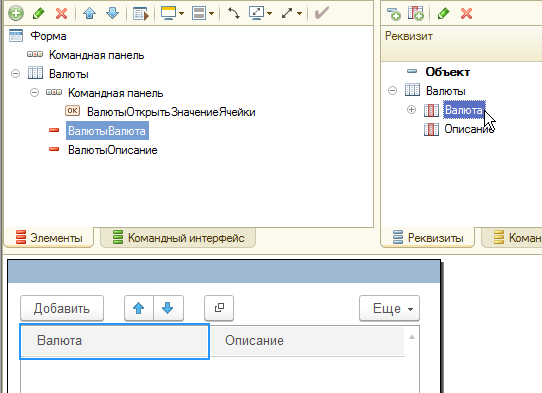 Форма
Командная панель
Валюты
Командная панель
OK ВалютыОткрытьЗначениеЯчейки
ВалютыВалюта
ВалютыОписание
Элементы
Командный интерфейс
Реквизит
Объект
Валюты
Валюта
Описание
Реквизиты
Коман
Добавить
Еще
Валюта
Описание